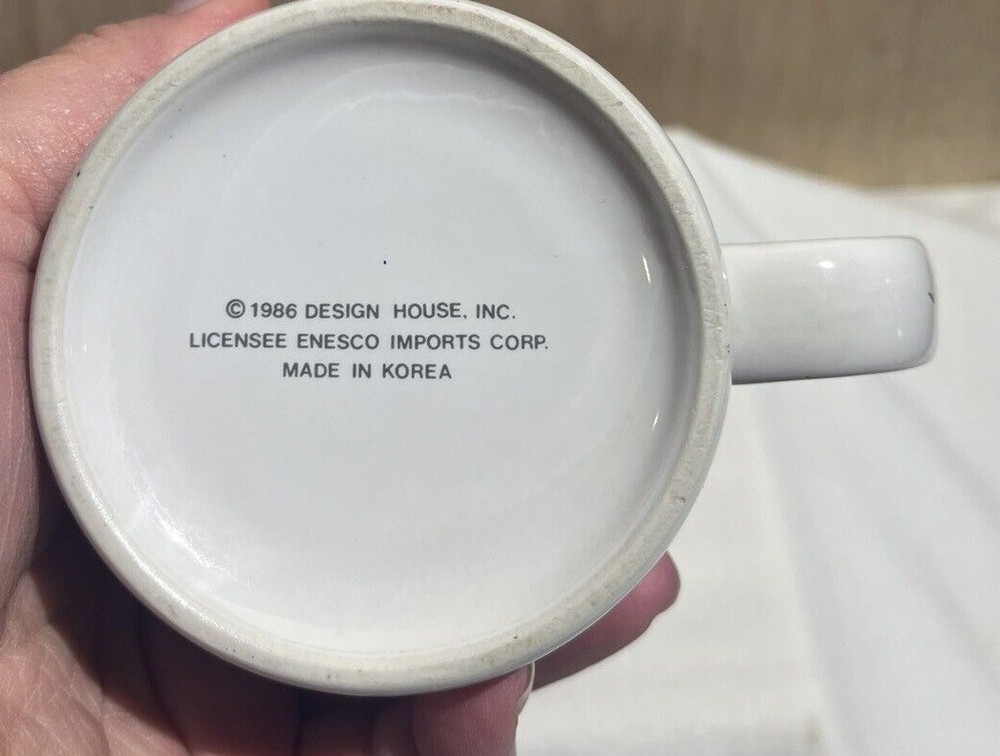 © 1986 DESIGN HOUSE, INC.
LICENSEE ENESCO IMPORTS CORP.
MADE IN KOREA